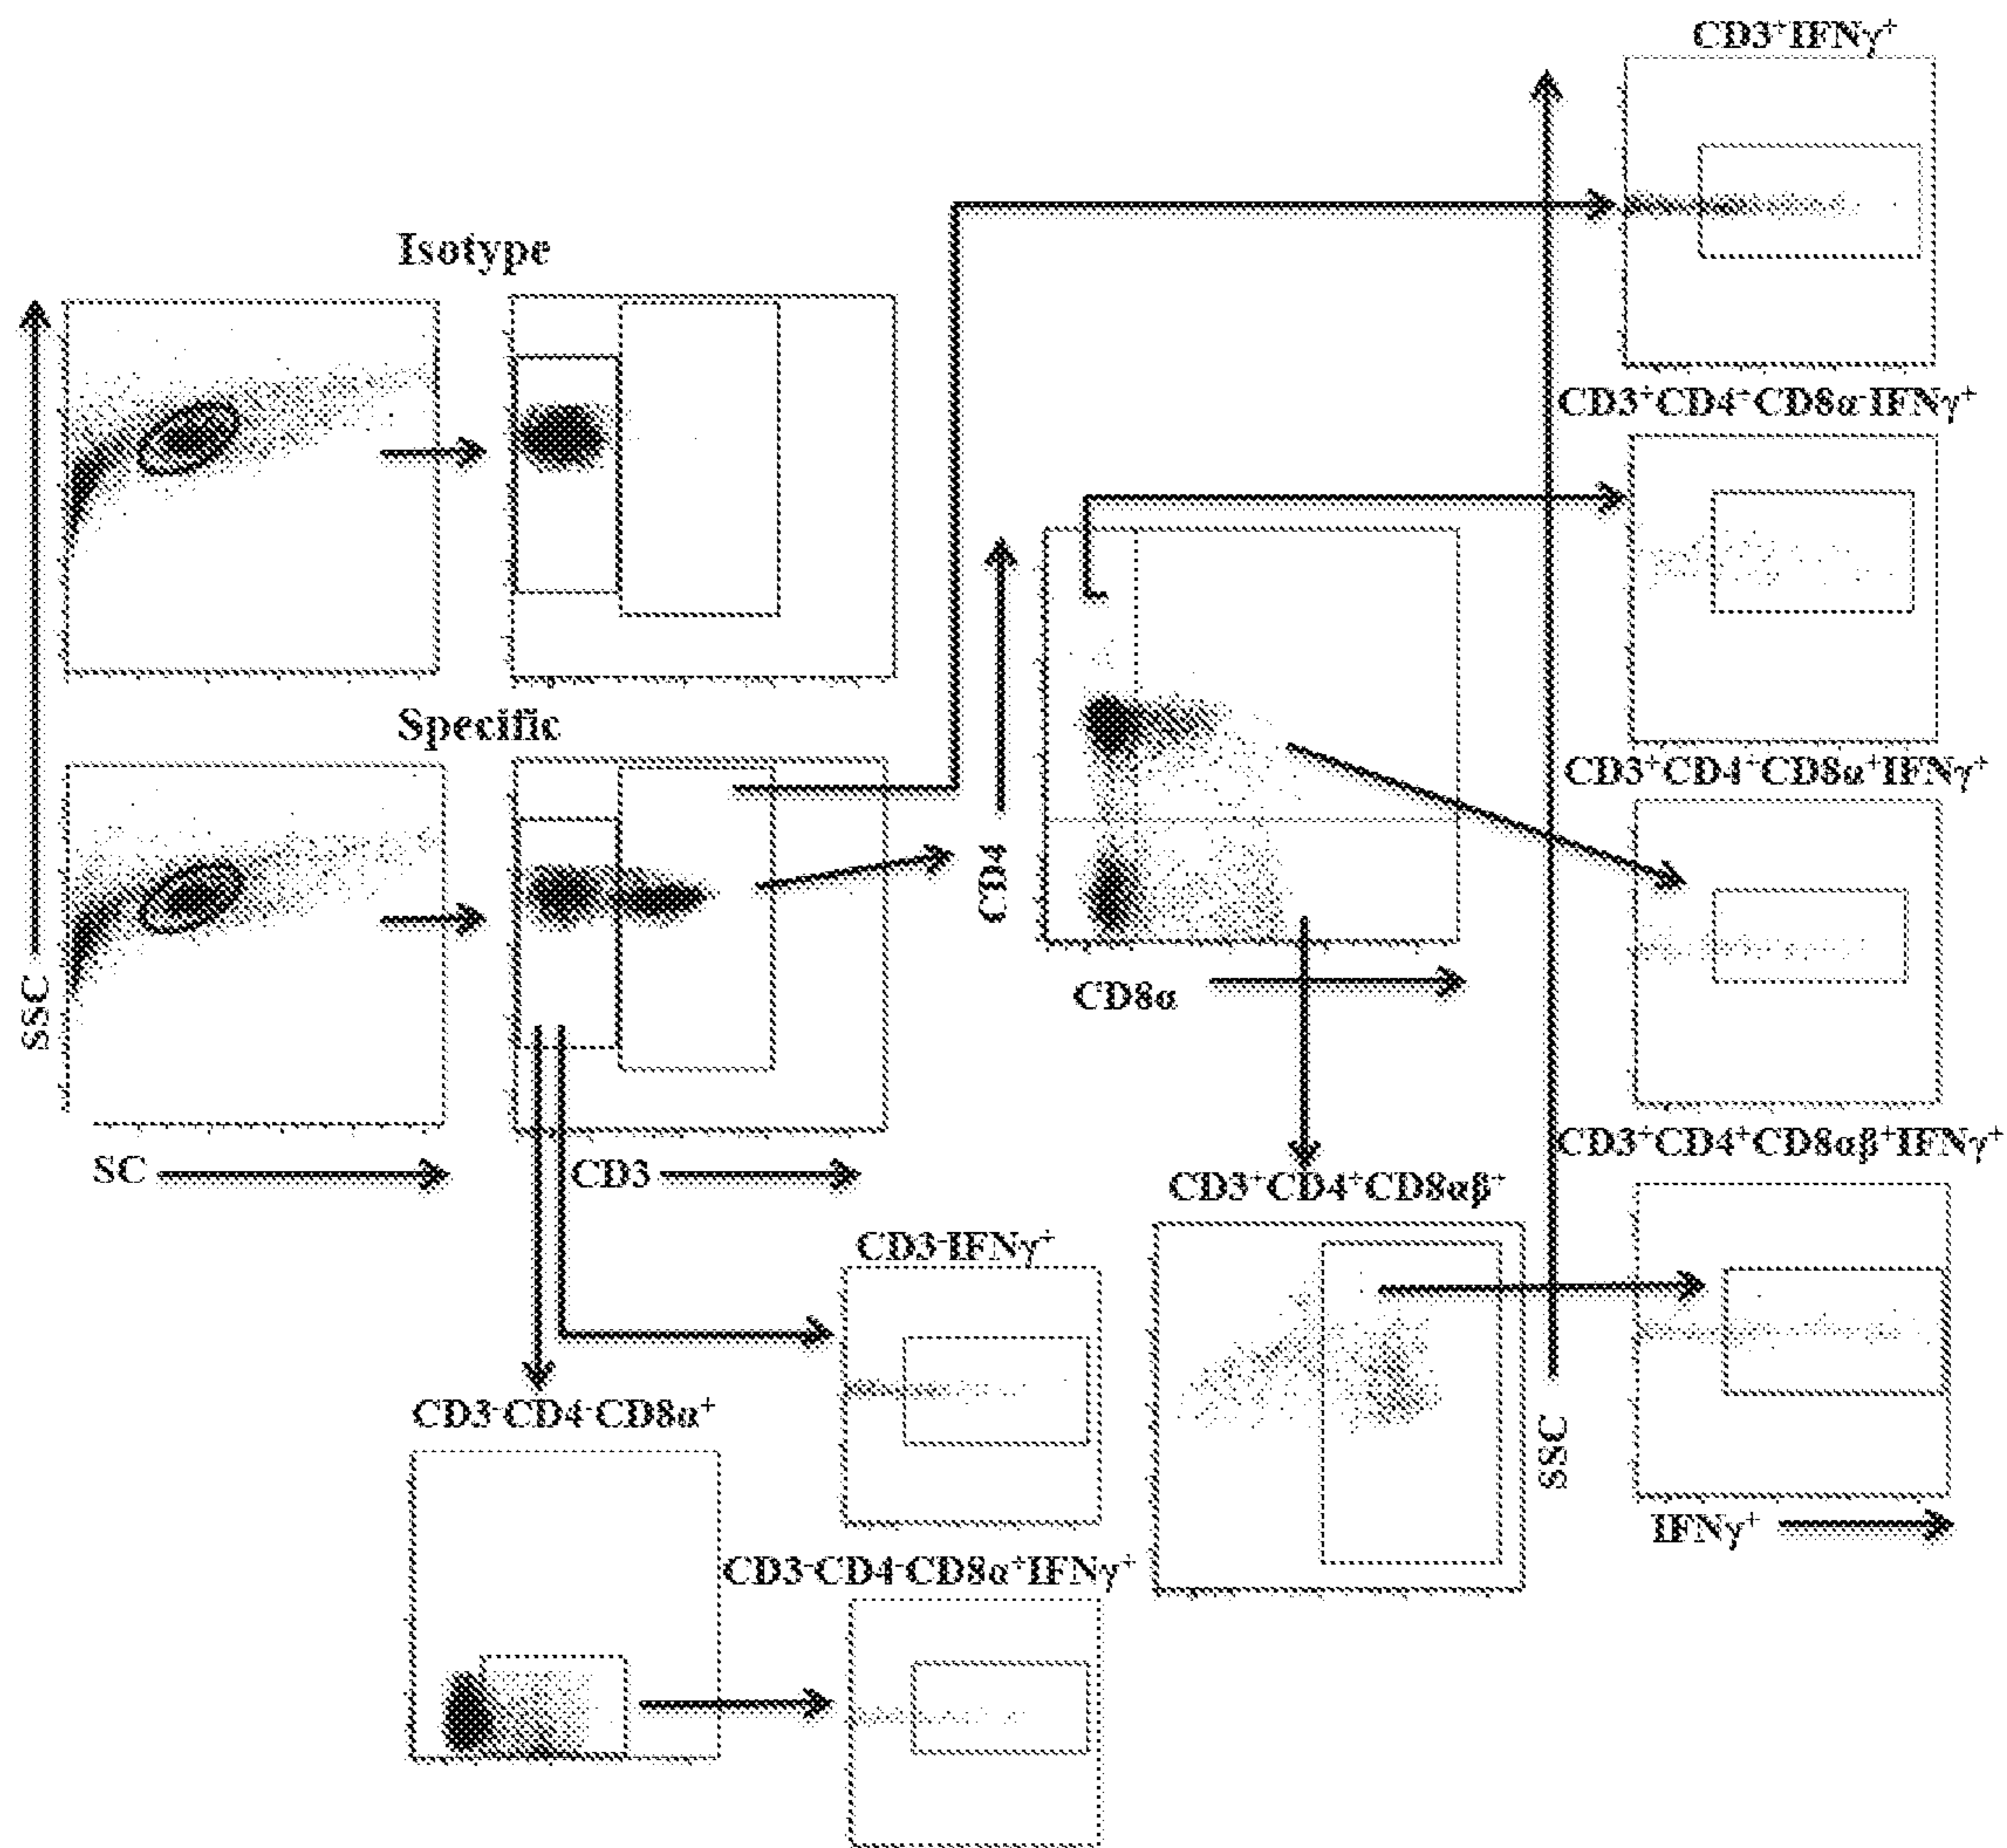 CD3⁺IFNγ⁺
Isotype
CD3⁺CD4⁺CD8α⁻IFNγ⁺
Specific
CD3⁺CD4⁺CD8α⁺IFNγ⁺
CD4
SSC
CD8α
CD3⁺CD4⁺CD8αβ⁺IFNγ⁺
SC
CD3
CD3⁺CD4⁺CD8αβ⁺
CD3⁻IFNγ⁺
CD3⁻CD4⁻CD8α⁺
SSC
IFNγ⁺
CD3⁻CD4⁻CD8α⁺IFNγ⁺